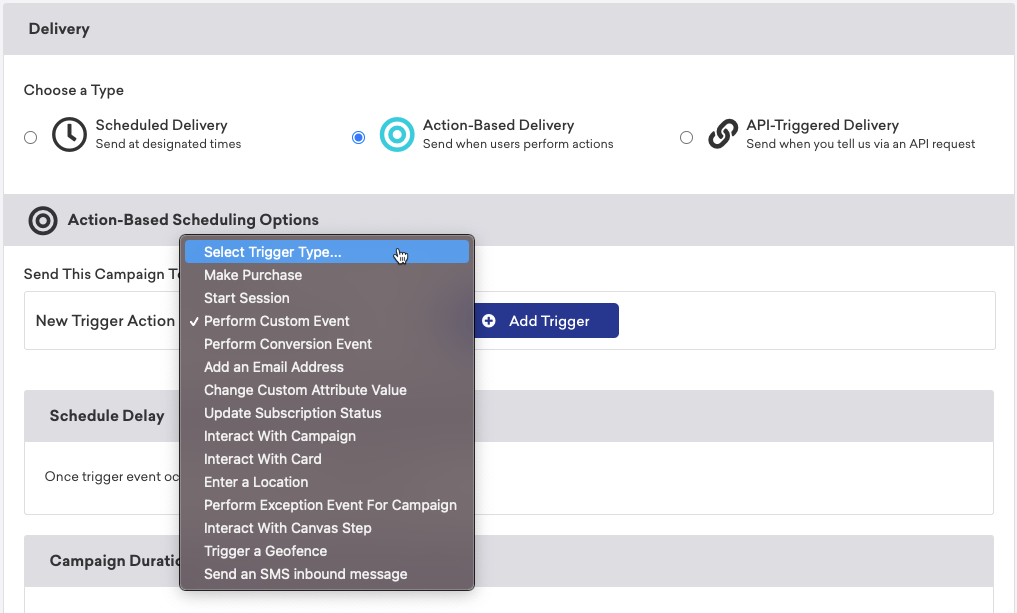 Delivery
Choose a Type
Scheduled Delivery
Send at designated times
Action-Based Delivery
Send when users perform actions
API-Triggered Delivery
Send when you tell us via an API request
Action-Based Scheduling Options
Send This Campaign
New Trigger Action
Select Trigger Type...
Make Purchase
Start Session
Perform Custom Event
Perform Conversion Event
Add an Email Address
Change Custom Attribute Value
Update Subscription Status
Interact With Campaign
Interact With Card
Enter a Location
Perform Exception Event For Campaign
Interact With Canvas Step
Trigger a Geofence
Send an SMS inbound message
Add Trigger
Schedule Delay
Once trigger event
Campaign